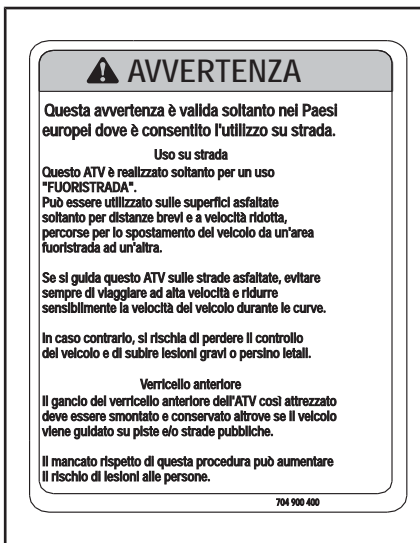 AVVERTENZA
Questa avvertenza è valida soltanto nei Paesi
europei dove è consentito l'utilizzo su strada.
Uso su strada
Questo ATV è realizzato soltanto per un uso
"FUORISTRADA".
Può essere utilizzato sulle superfici asfaltate
soltanto per distanze brevi e a velocità ridotta,
percorse per lo spostamento del veicolo da un'area
fuoristrada ad un'altra.
Se si guida questo ATV sulle strade asfaltate, evitare
sempre di viaggiare ad alta velocità e ridurre
sensibilmente la velocità del veicolo durante le curve.
In caso contrario, si rischia di perdere il controllo
del veicolo e di subire lesioni gravi o persino letali.
Verricello anteriore
Il gancio del verricello anteriore dell'ATV così attrezzato
deve essere smontato e conservato altrove se il veicolo
viene guidato su piste e/o strade pubbliche.
Il mancato rispetto di questa procedura può aumentare
il rischio di lesioni alle persone.
704 900 400